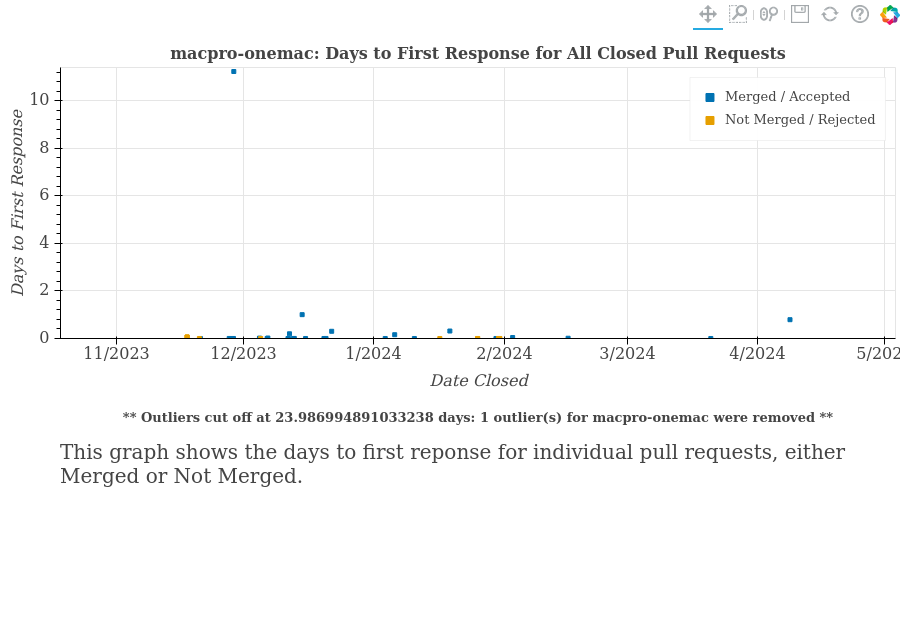 macpro-onemac: Days to First Response for All Closed Pull Requests
Merged / Accepted
Not Merged / Rejected
Days to First Response
10
8
6
4
2
0
11/2023 12/2023 1/2024 2/2024 3/2024 4/2024 5/202
Date Closed
** Outliers cut off at 23.986994891033238 days: 1 outlier(s) for macpro-onemac were removed **
This graph shows the days to first reponse for individual pull requests, either
Merged or Not Merged.